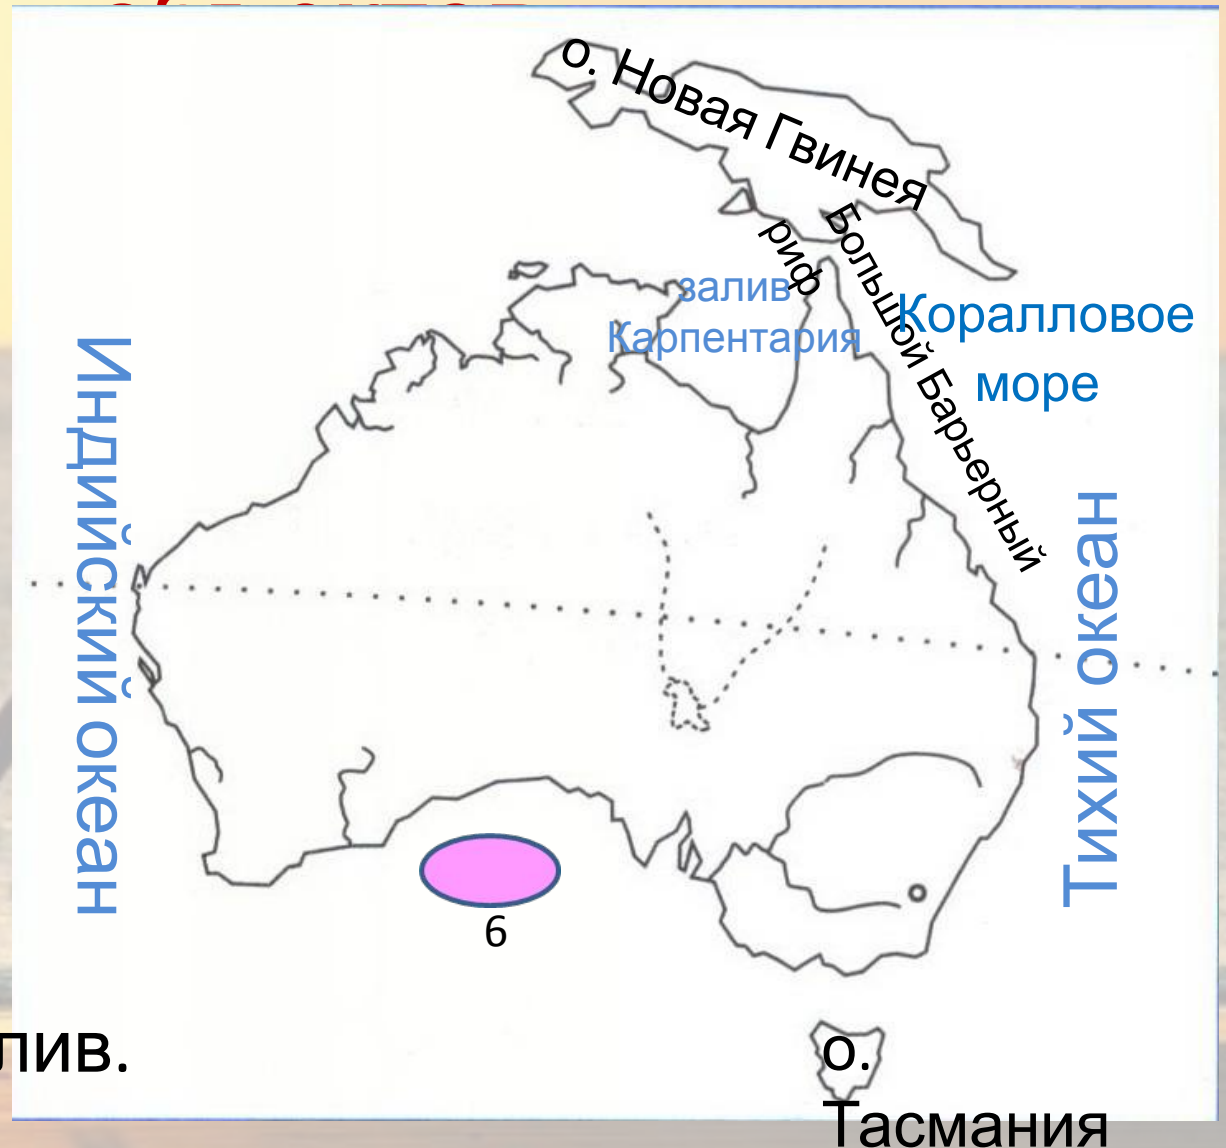 о. Новая Гвинея
Большой Барьерный
риф
залив
Карпентария
Коралловое
море
Индийский океан
Тихий океан
6
лив.
о.
Тасмания